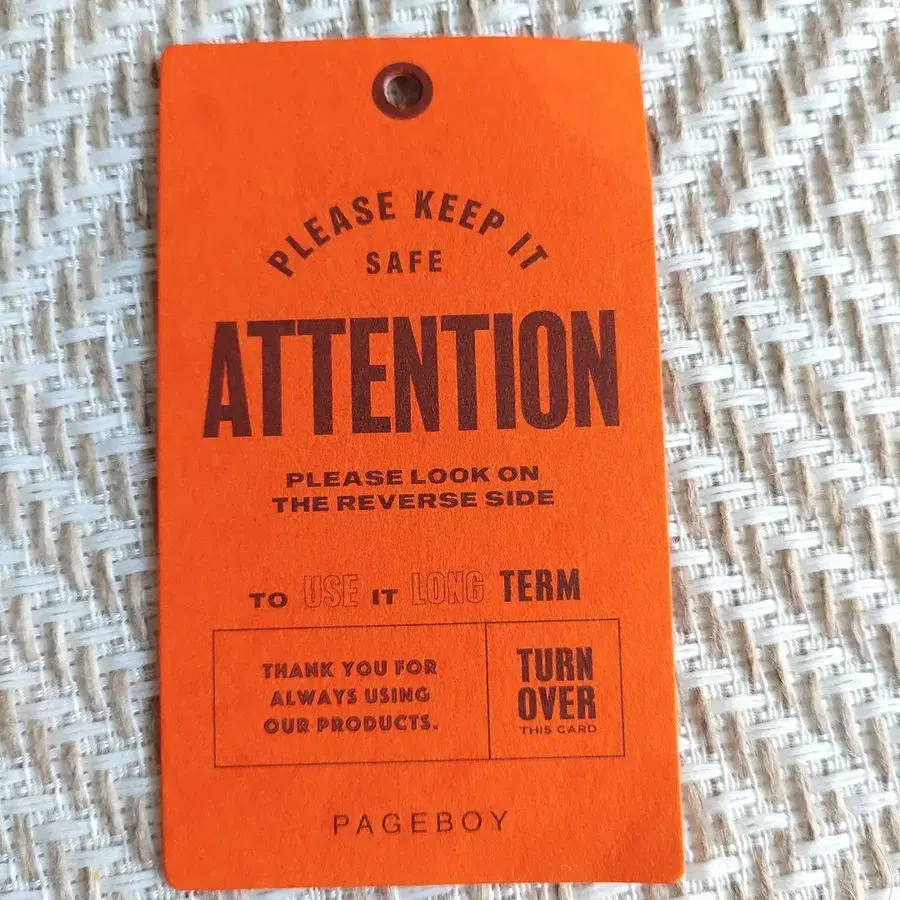 PLEASE KEEP IT
SAFE
ATTENTION
PLEASE LOOK ON
THE REVERSE SIDE
TO USE IT LONG TERM
THANK YOU FOR
ALWAYS USING
OUR PRODUCTS.
TURN
OVER
THIS CARD
PAGEBOY